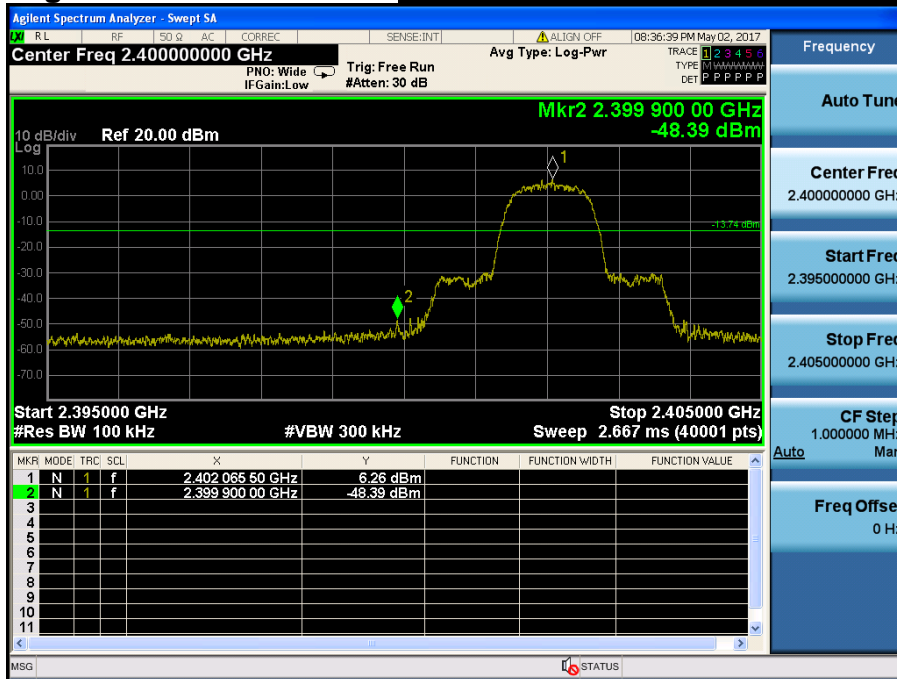 Agilent Spectrum Analyzer - Swept SA
LXI RL RF 50 Ω AC CORREC SENSE:INT ALIGN OFF 08:36:39 PM May 02, 2017
Center Freq 2.400000000 GHz
PNO: Wide
IFGain:Low
Trig: Free Run
#Atten: 30 dB
Avg Type: Log-Pwr
TRACE 1 2 3 4 5 6
TYPE M WWWWW
DET P P P P P P
Mkr2 2.399 900 00 GHz
-48.39 dBm
10 dB/div Ref 20.00 dBm
Log
1
10.0
0.00
-10.0
-13.74 dBm
-20.0
-30.0
-40.0
2
-50.0
-60.0
-70.0
Start 2.395000 GHz Stop 2.405000 GHz
#Res BW 100 kHz #VBW 300 kHz Sweep 2.667 ms (40001 pts)
MKR MODE TRC SCL X Y FUNCTION FUNCTION WIDTH FUNCTION VALUE
1 N 1 f 2.402 065 50 GHz 6.26 dBm
2 N 1 f 2.399 900 00 GHz -48.39 dBm
3
4
5
6
7
8
9
10
11
MSG STATUS
Frequency
Auto Tune
Center Freq
2.400000000 GHz
Start Freq
2.395000000 GHz
Stop Freq
2.405000000 GHz
CF Step
1.000000 MHz
Auto Man
Freq Offset
0 Hz